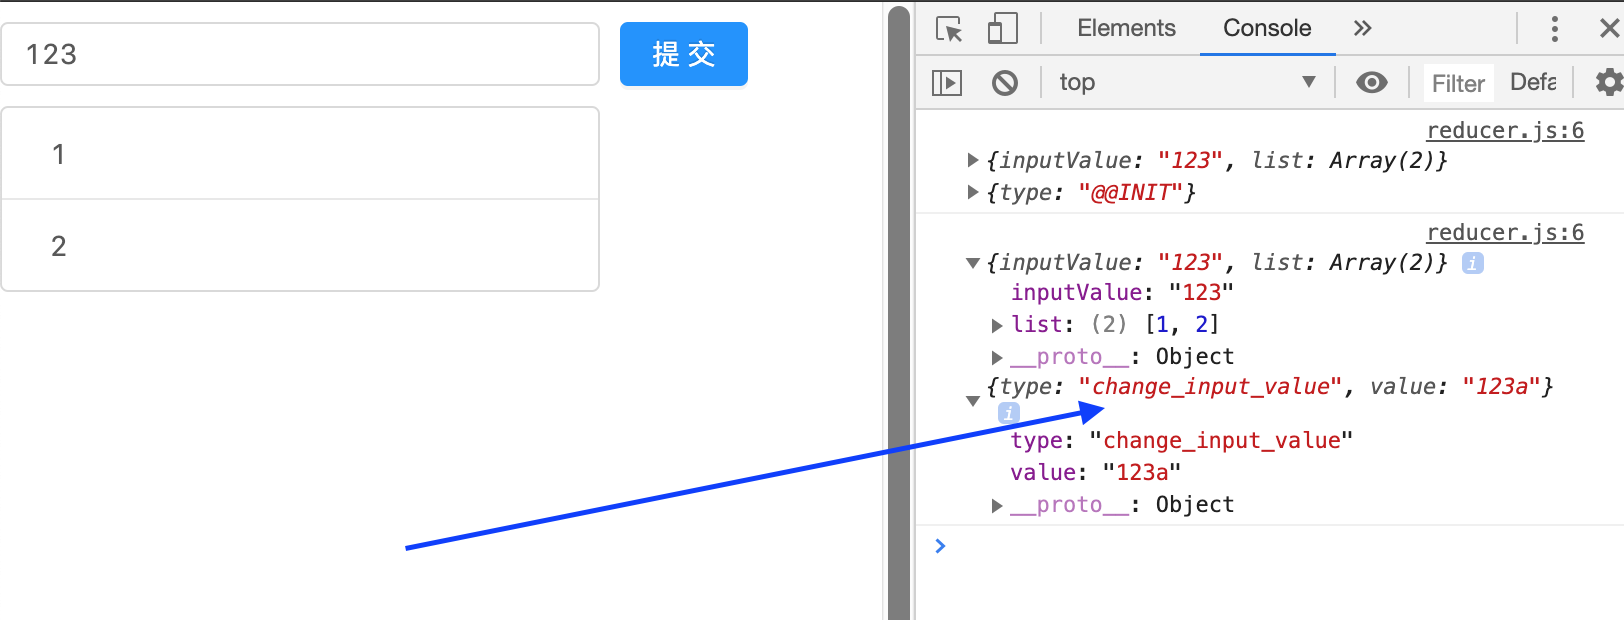 123
提 交
1
2
Elements Console
top Filter Defa
reducer.js:6
{inputValue: "123", list: Array(2)}
{type: "@@INIT"}
reducer.js:6
{inputValue: "123", list: Array(2)} i
inputValue: "123"
list: (2) [1, 2]
__proto__: Object
{type: "change_input_value", value: "123a"}
i
type: "change_input_value"
value: "123a"
__proto__: Object